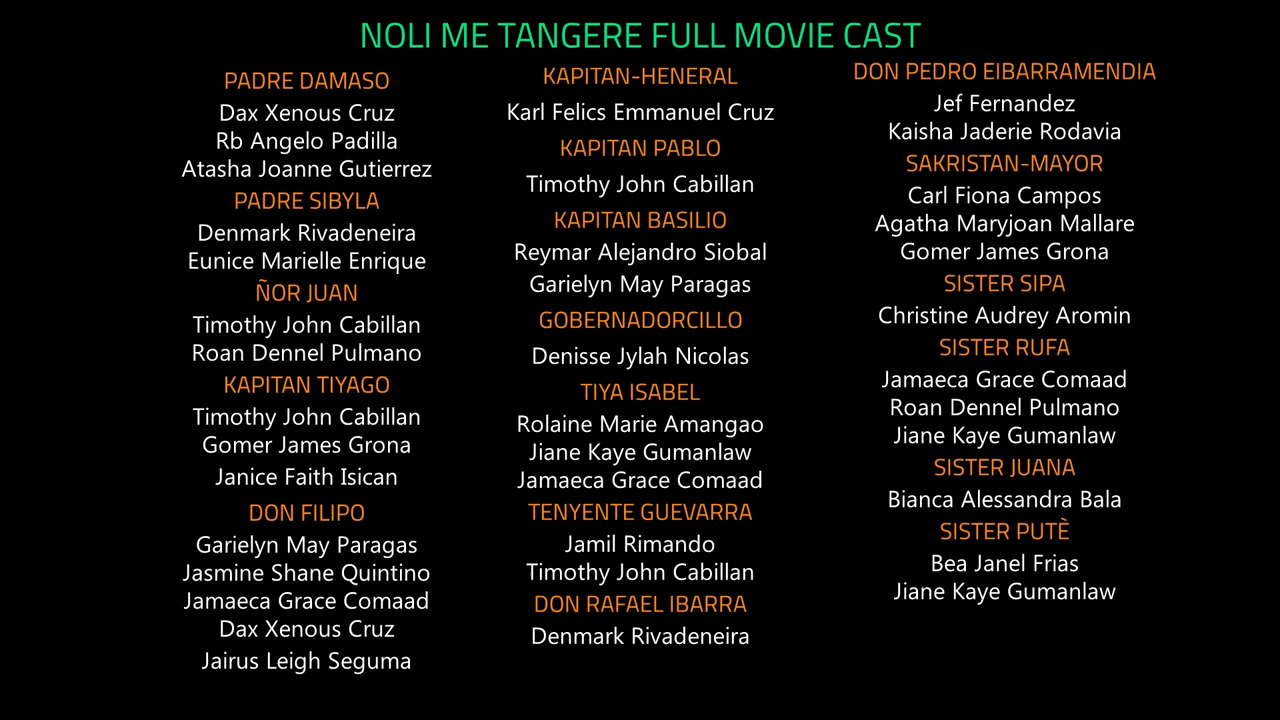 NOLI ME TANGERE FULL MOVIE CAST
PADRE DAMASO
Dax Xenous Cruz
Rb Angelo Padilla
Atasha Joanne Gutierrez
PADRE SIBYLA
Denmark Rivadeneira
Eunice Marielle Enrique
ÑOR JUAN
Timothy John Cabillan
Roan Dennel Pulmano
KAPITAN TIYAGO
Timothy John Cabillan
Gomer James Grona
Janice Faith Isican
DON FILIPO
Garielyn May Paragas
Jasmine Shane Quintino
Jamaeca Grace Comaad
Dax Xenous Cruz
Jairus Leigh Seguma
KAPITAN-HENERAL
Karl Felics Emmanuel Cruz
KAPITAN PABLO
Timothy John Cabillan
KAPITAN BASILIO
Reymar Alejandro Siobal
Garielyn May Paragas
GOBERNADORCILLO
Denisse Jylah Nicolas
TIYA ISABEL
Rolaine Marie Amangao
Jiane Kaye Gumanlaw
Jamaeca Grace Comaad
TENYENTE GUEVARRA
Jamil Rimando
Timothy John Cabillan
DON RAFAEL IBARRA
Denmark Rivadeneira
DON PEDRO EIBARRAMENDIA
Jef Fernandez
Kaisha Jaderie Rodavia
SAKRISTAN-MAYOR
Carl Fiona Campos
Agatha Maryjoan Mallare
Gomer James Grona
SISTER SIPA
Christine Audrey Aromin
SISTER RUFA
Jamaeca Grace Comaad
Roan Dennel Pulmano
Jiane Kaye Gumanlaw
SISTER JUANA
Bianca Alessandra Bala
SISTER PUTÈ
Bea Janel Frias
Jiane Kaye Gumanlaw